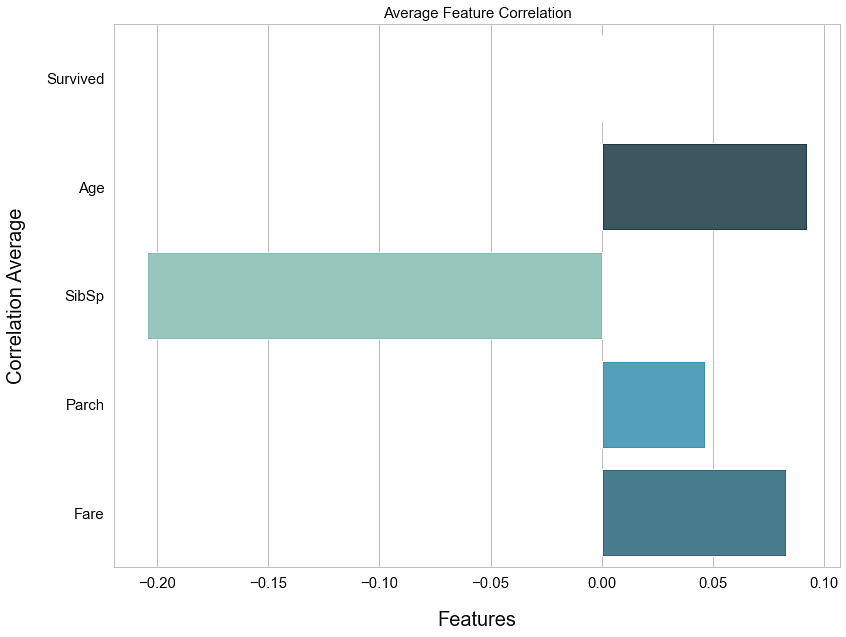 Average Feature Correlation
Survived
Age
SibSp
Parch
Fare
Correlation Average
−0.20 −0.15 −0.10 −0.05 0.00 0.05 0.10
Features